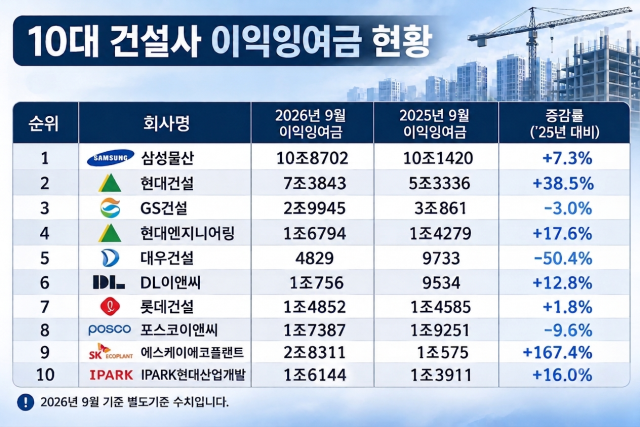 10대 건설사 이익잉여금 현황
순위 회사명 2026년 9월 이익잉여금 2025년 9월 이익잉여금 증감률 ('25년 대비)
1 SAMSUNG 삼성물산 10조8702 10조1420 +7.3%
2 현대건설 7조3843 5조3336 +38.5%
3 GS건설 2조9945 3조861 -3.0%
4 현대엔지니어링 1조6794 1조4279 +17.6%
5 대우건설 4829 9733 -50.4%
6 DL DL이앤씨 1조756 9534 +12.8%
7 롯데건설 1조4852 1조4585 +1.8%
8 posco 포스코이앤씨 1조7387 1조9251 -9.6%
9 SK ECOPLANT 에스케이에코플랜트 2조8311 1조575 +167.4%
10 IPARK IPARK현대산업개발 1조6144 1조3911 +16.0%
! 2026년 9월 기준 별도기준 수치입니다.